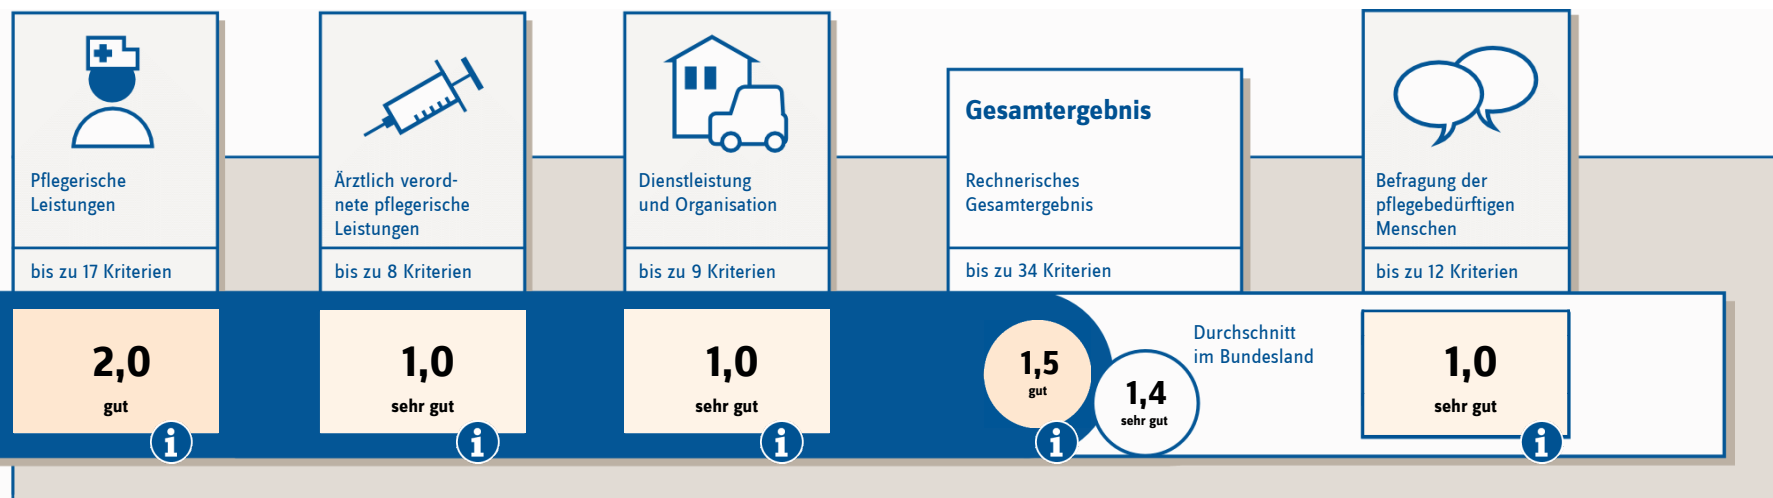 Pflegerische
Leistungen
bis zu 17 Kriterien
2,0
gut
i
Ärztlich verord-
nete pflegerische
Leistungen
bis zu 8 Kriterien
1,0
sehr gut
i
Dienstleistung
und Organisation
bis zu 9 Kriterien
1,0
sehr gut
i
Gesamtergebnis
Rechnerisches
Gesamtergebnis
bis zu 34 Kriterien
1,5
gut
i
1,4
sehr gut
Durchschnitt
im Bundesland
Befragung der
pflegebedürftigen
Menschen
bis zu 12 Kriterien
1,0
sehr gut
i